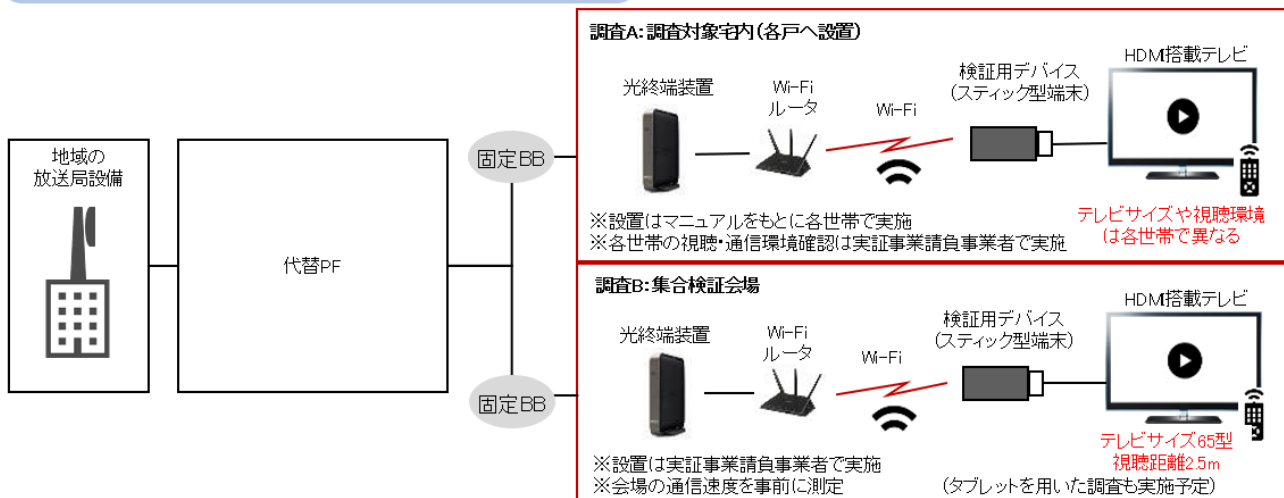 地域の
放送局設備
代替PF
固定BB
固定BB
調査A:調査対象宅内(各戸へ設置)
光終端装置
Wi-Fi
ルータ
Wi-Fi
検証用デバイス
(スティック型端末)
HDMI搭載テレビ
※設置はマニュアルをもとに各世帯で実施
※各世帯の視聴・通信環境確認は実証事業請負事業者で実施
テレビサイズや視聴環境
は各世帯で異なる
調査B:集合検証会場
光終端装置
Wi-Fi
ルータ
Wi-Fi
検証用デバイス
(スティック型端末)
HDMI搭載テレビ
※設置は実証事業請負事業者で実施
※会場の通信速度を事前に測定
テレビサイズ65型
視聴距離2.5m
(タブレットを用いた調査も実施予定)